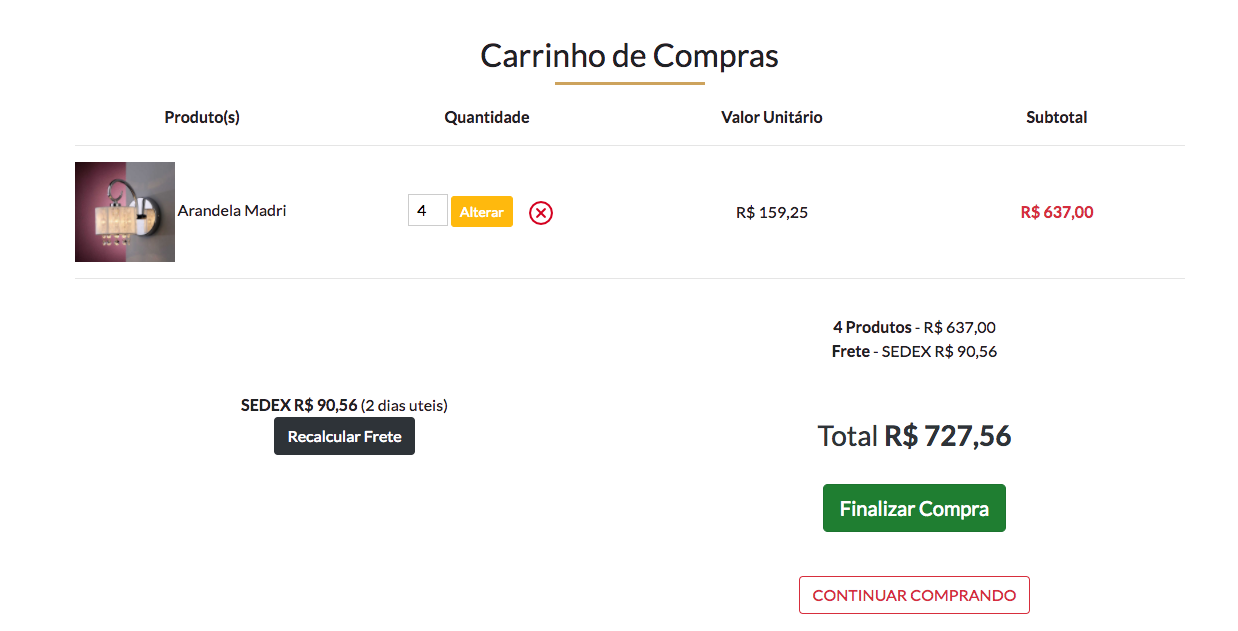 Carrinho de Compras
Produto(s) Quantidade Valor Unitário Subtotal
Arandela Madri 4 Alterar R$ 159,25 R$ 637,00
4 Produtos - R$ 637,00
Frete - SEDEX R$ 90,56
SEDEX R$ 90,56 (2 dias uteis)
Recalcular Frete
Total R$ 727,56
Finalizar Compra
CONTINUAR COMPRANDO